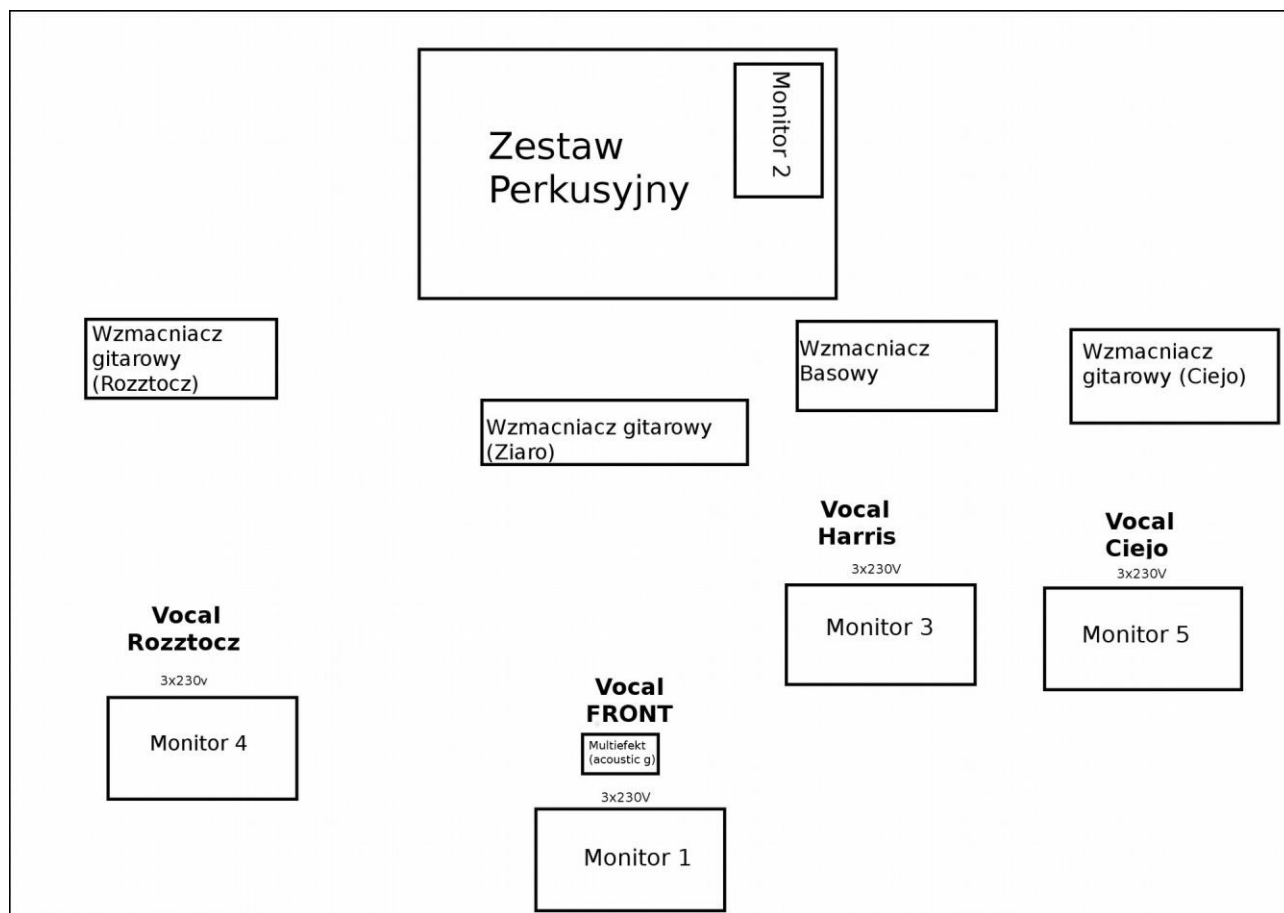 Zestaw
Perkusyjny
Monitor 2
Wzmacniacz
gitarowy
(Rozztocz)
Wzmacniacz gitarowy
(Ziaro)
Wzmacniacz
Basowy
Wzmacniacz
gitarowy (Ciejo)
Vocal
Harris
3x230V
Monitor 3
Vocal
Ciejo
3x230V
Monitor 5
Vocal
Rozztocz
3x230v
Monitor 4
Vocal
FRONT
Multiefekt
(acoustic g)
3x230V
Monitor 1